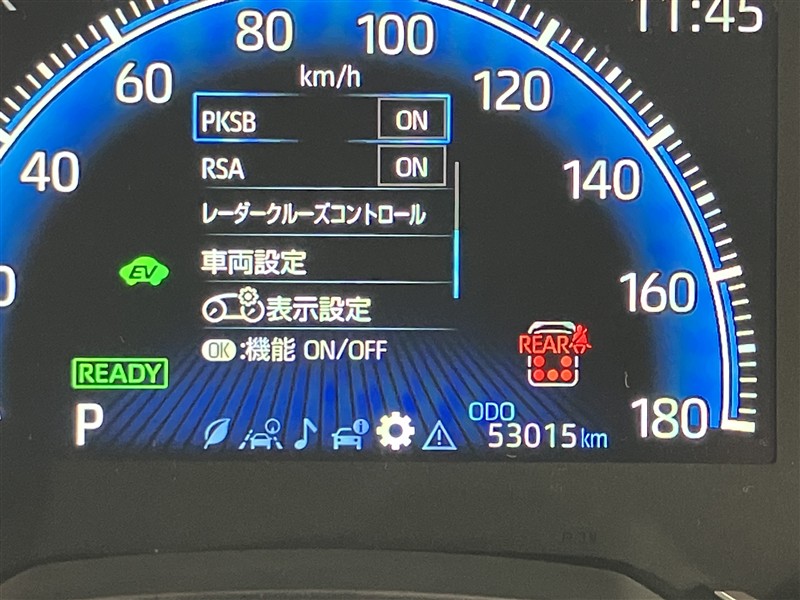 11:45
80
100
60
km/h
120
PKSB ON
40
RSA ON
140
レーダークルーズコントロール
EV
車両設定
160
表示設定
REAR
OK:機能 ON/OFF
READY
P
ODO
180
53015km